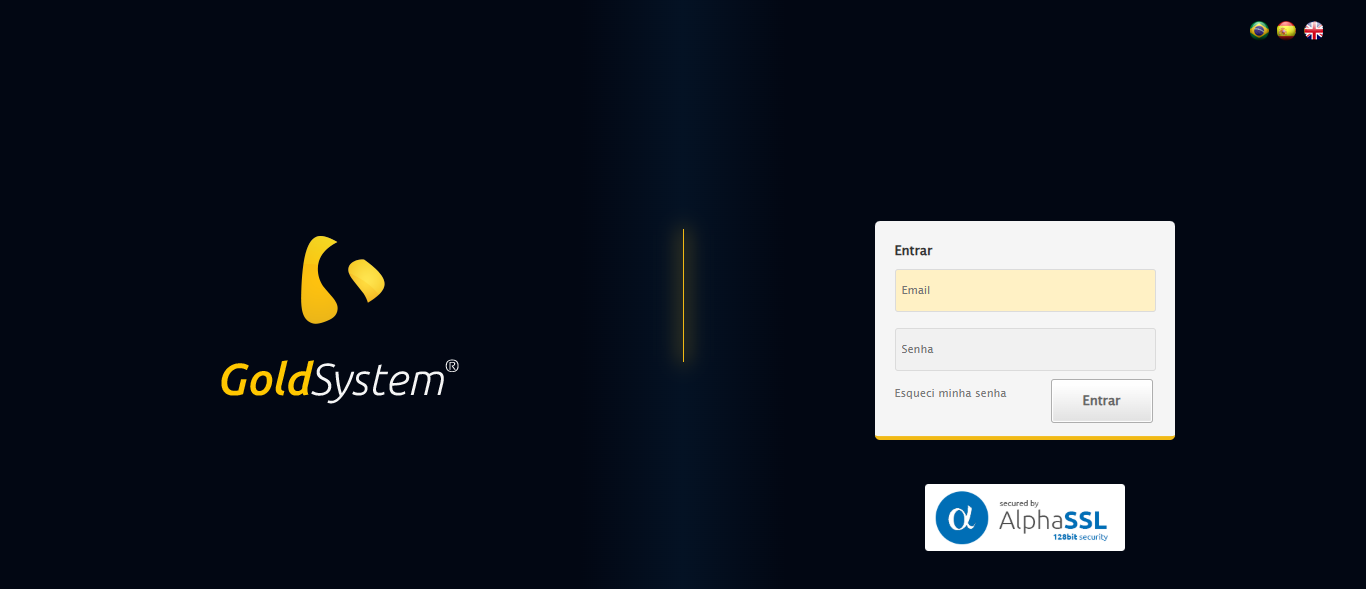 GoldSystem®
Entrar
Email
Senha
Esqueci minha senha
Entrar
α
secured by
AlphaSSL
128bit security